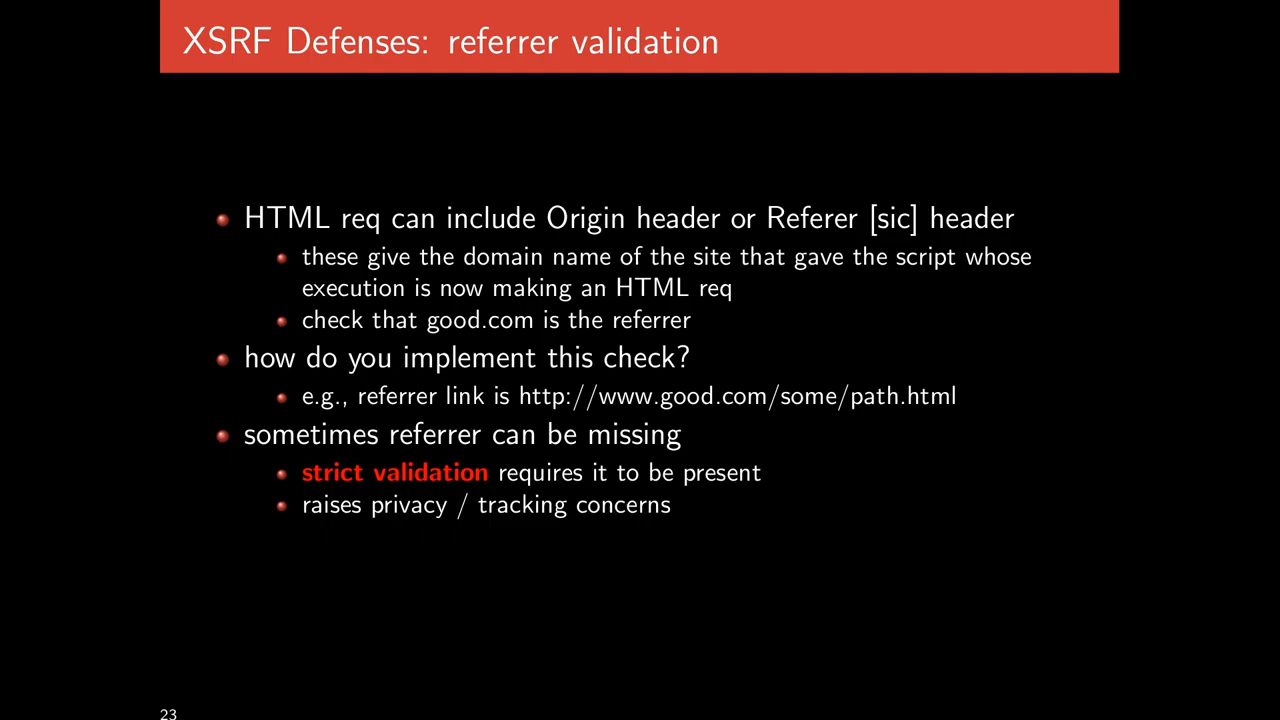 XSRF Defenses: referrer validation
HTML req can include Origin header or Referer [sic] header
these give the domain name of the site that gave the script whose
execution is now making an HTML req
check that good.com is the referrer
how do you implement this check?
e.g., referrer link is http://www.good.com/some/path.html
sometimes referrer can be missing
strict validation requires it to be present
raises privacy / tracking concerns
23